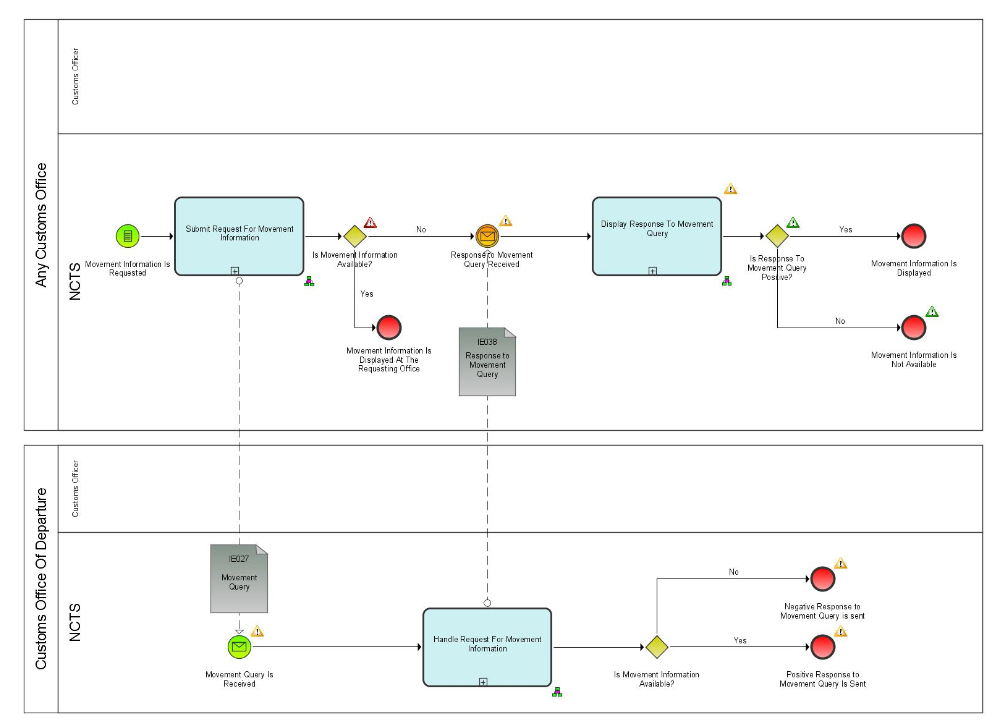 Any Customs Office
Customs Officer
NCTS
Movement Information Is
Requested
Submit Request For Movement
Information
Is Movement Information
Available?
No
Yes
Movement Information Is
Displayed At The
Requesting Office
Response to Movement
Query Received
IE038
Response to
Movement
Query
Display Response To Movement
Query
Is Response To
Movement Query
Positive?
Yes
Movement Information Is
Displayed
No
Movement Information Is
Not Available
Customs Office Of Departure
Customs Officer
NCTS
IE027
Movement
Query
Movement Query Is
Received
Handle Request For Movement
Information
Is Movement Information
Available?
No
Negative Response to
Movement Query is sent
Yes
Positive Response to
Movement Query Is Sent